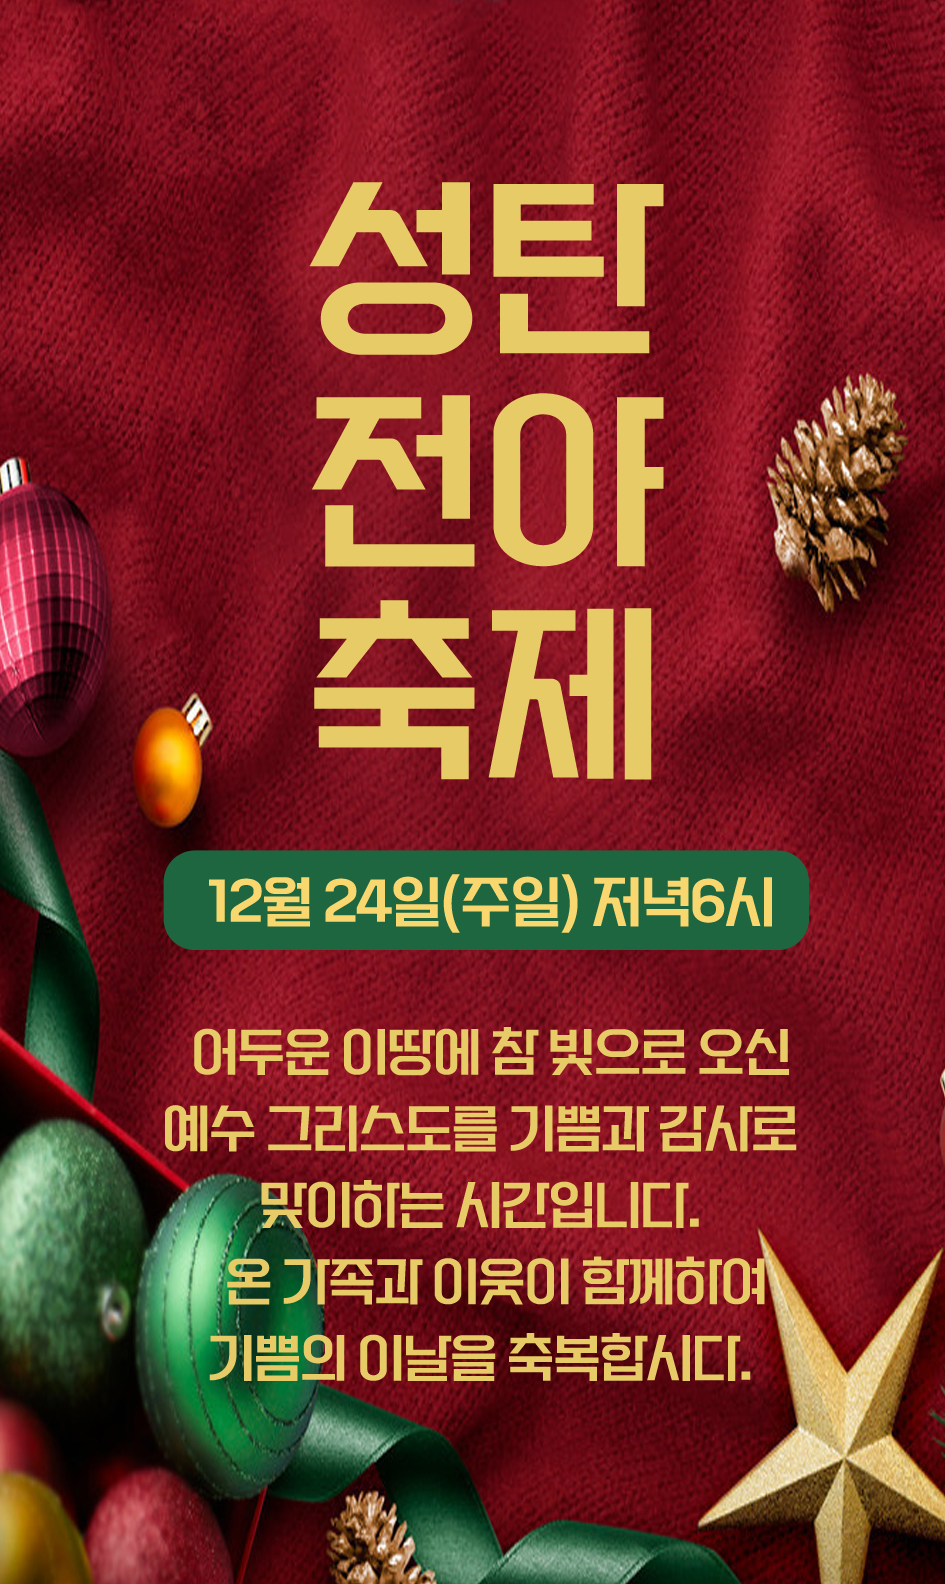 성탄
전야
축제
12월 24일(주일) 저녁6시
어두운 이땅에 참 빛으로 오신
예수 그리스도를 기쁨과 감사로
맞이하는 시간입니다.
온 가족과 이웃이 함께하여
기쁨의 이날을 축복합시다.